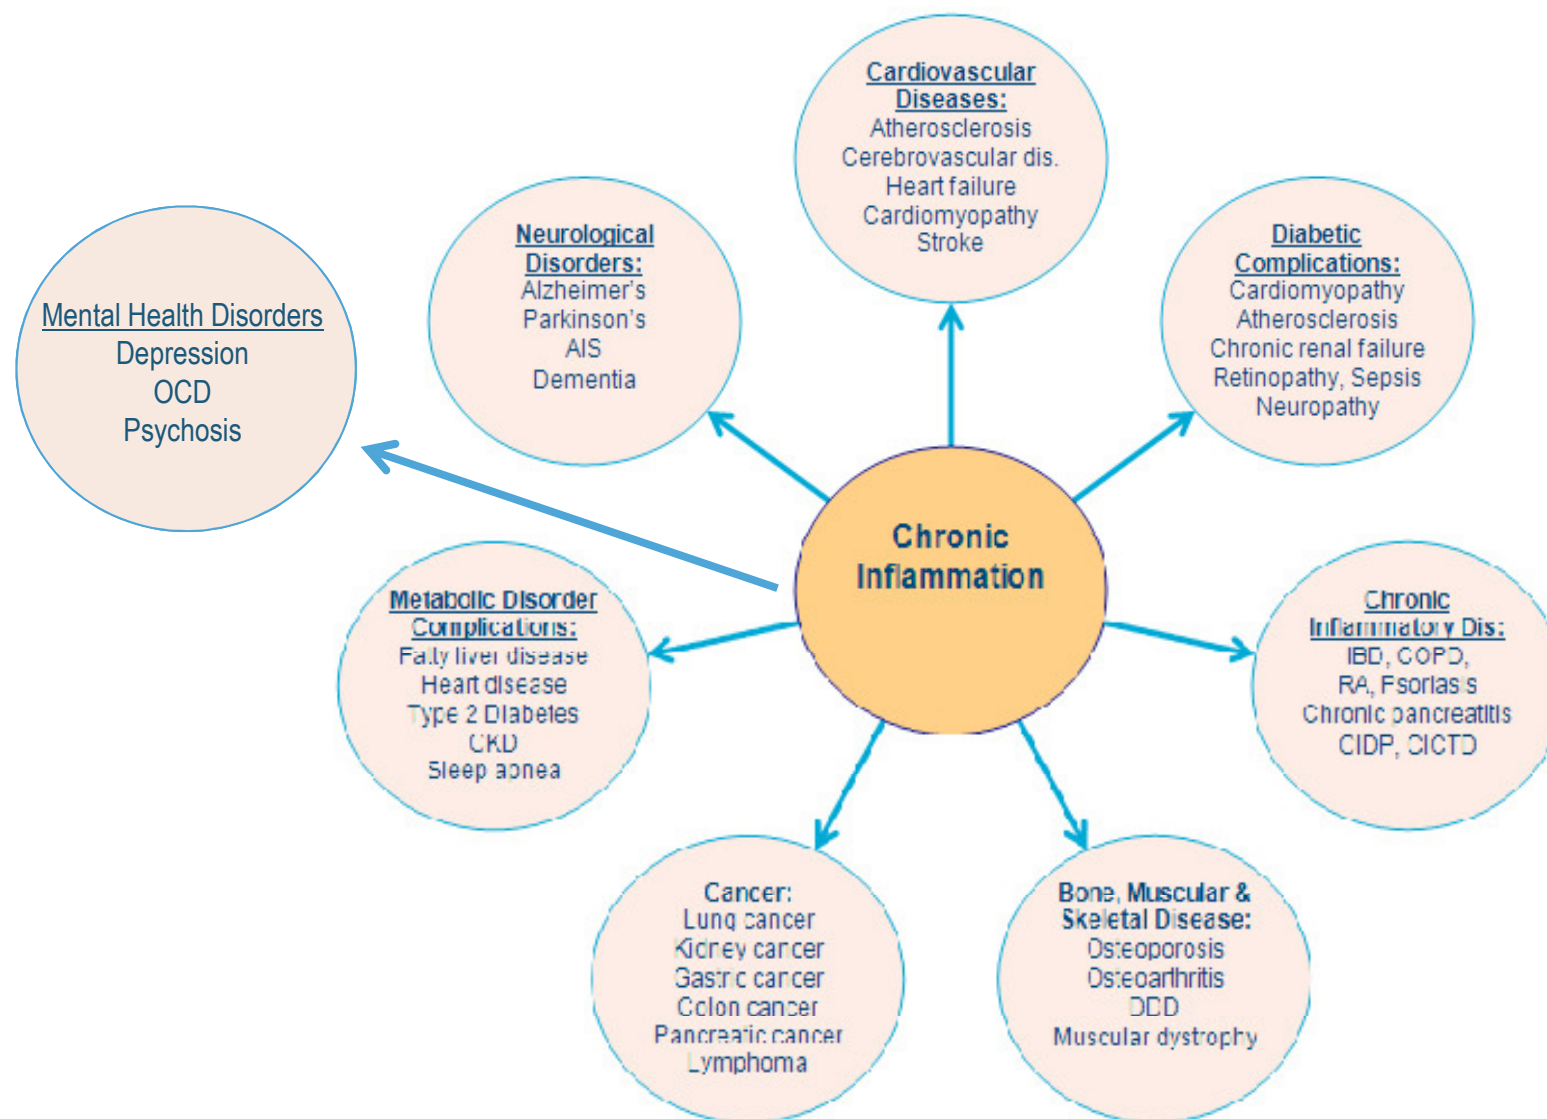 Cardiovascular
Diseases:
Atherosclerosis
Cerebrovascular dis.
Heart failure
Cardiomyopathy
Stroke
Neurological
Disorders:
Alzheimer's
Parkinson's
AIS
Dementia
Diabetic
Complications:
Cardiomyopathy
Atherosclerosis
Chronic renal failure
Retinopathy, Sepsis
Neuropathy
Mental Health Disorders
Depression
OCD
Psychosis
Chronic
Inflammation
Metabolic Disorder
Complications:
Fatty liver disease
Heart disease
Type 2 Diabetes
CKD
Sleep apnea
Chronic
Inflammatory Dis:
IBD, COPD,
RA, Psoriasis
Chronic pancreatitis
CIDP, CICTD
Cancer:
Lung cancer
Kidney cancer
Gastric cancer
Colon cancer
Pancreatic cancer
Lymphoma
Bone, Muscular &
Skeletal Disease:
Osteoporosis
Osteoarthritis
DDD
Muscular dystrophy